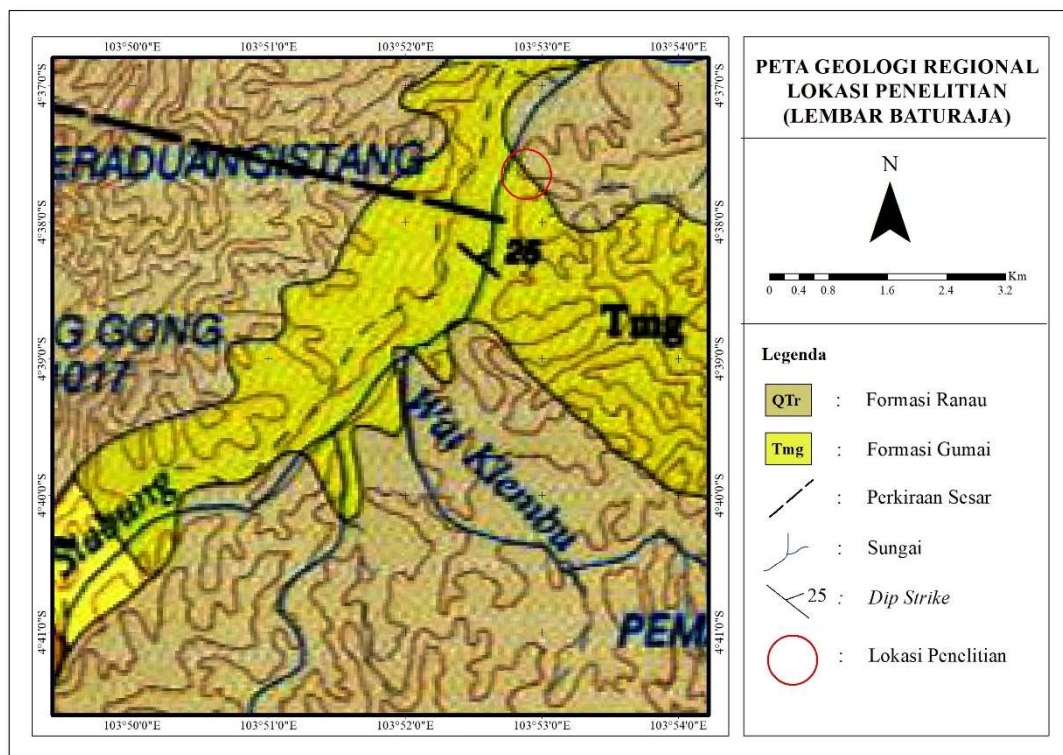 103°50'0"E 103°51'0"E 103°52'0"E 103°53'0"E 103°54'0"E
4°37'0"S
4°38'0"S
4°39'0"S
4°40'0"S
4°41'0"S
ERADUANGISTANG
25
Tmg
G GONG
1017
Way Klembu
Siabung
PEM
4°37'0"S
4°38'0"S
4°39'0"S
4°40'0"S
4°41'0"S
103°50'0"E 103°51'0"E 103°52'0"E 103°53'0"E 103°54'0"E
PETA GEOLOGI REGIONAL
LOKASI PENELITIAN
(LEMBAR BATURAJA)
N
Km
0 0.4 0.8 1.6 2.4 3.2
Legenda
QTr : Formasi Ranau
Tmg : Formasi Gumai
: Perkiraan Sesar
: Sungai
25 : Dip Strike
: Lokasi Penelitian